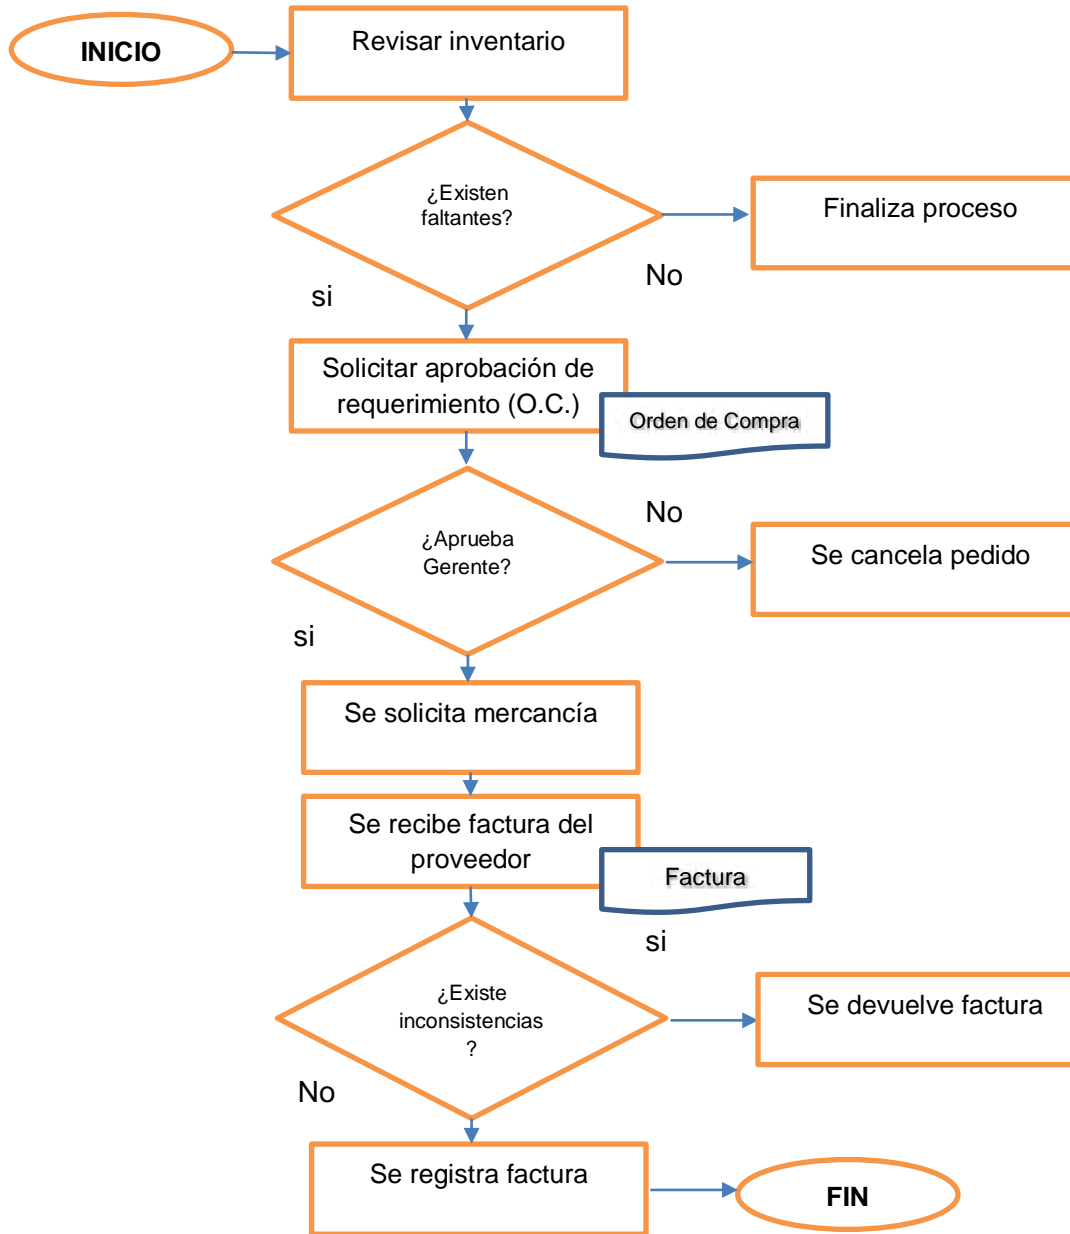 INICIO
Revisar inventario
¿Existen
faltantes?
Finaliza proceso
No
si
Solicitar aprobación de
requerimiento (O.C.)
Orden de Compra
No
¿Aprueba
Gerente?
Se cancela pedido
si
Se solicita mercancía
Se recibe factura del
proveedor
Factura
si
¿Existe
inconsistencias
?
Se devuelve factura
No
Se registra factura
FIN